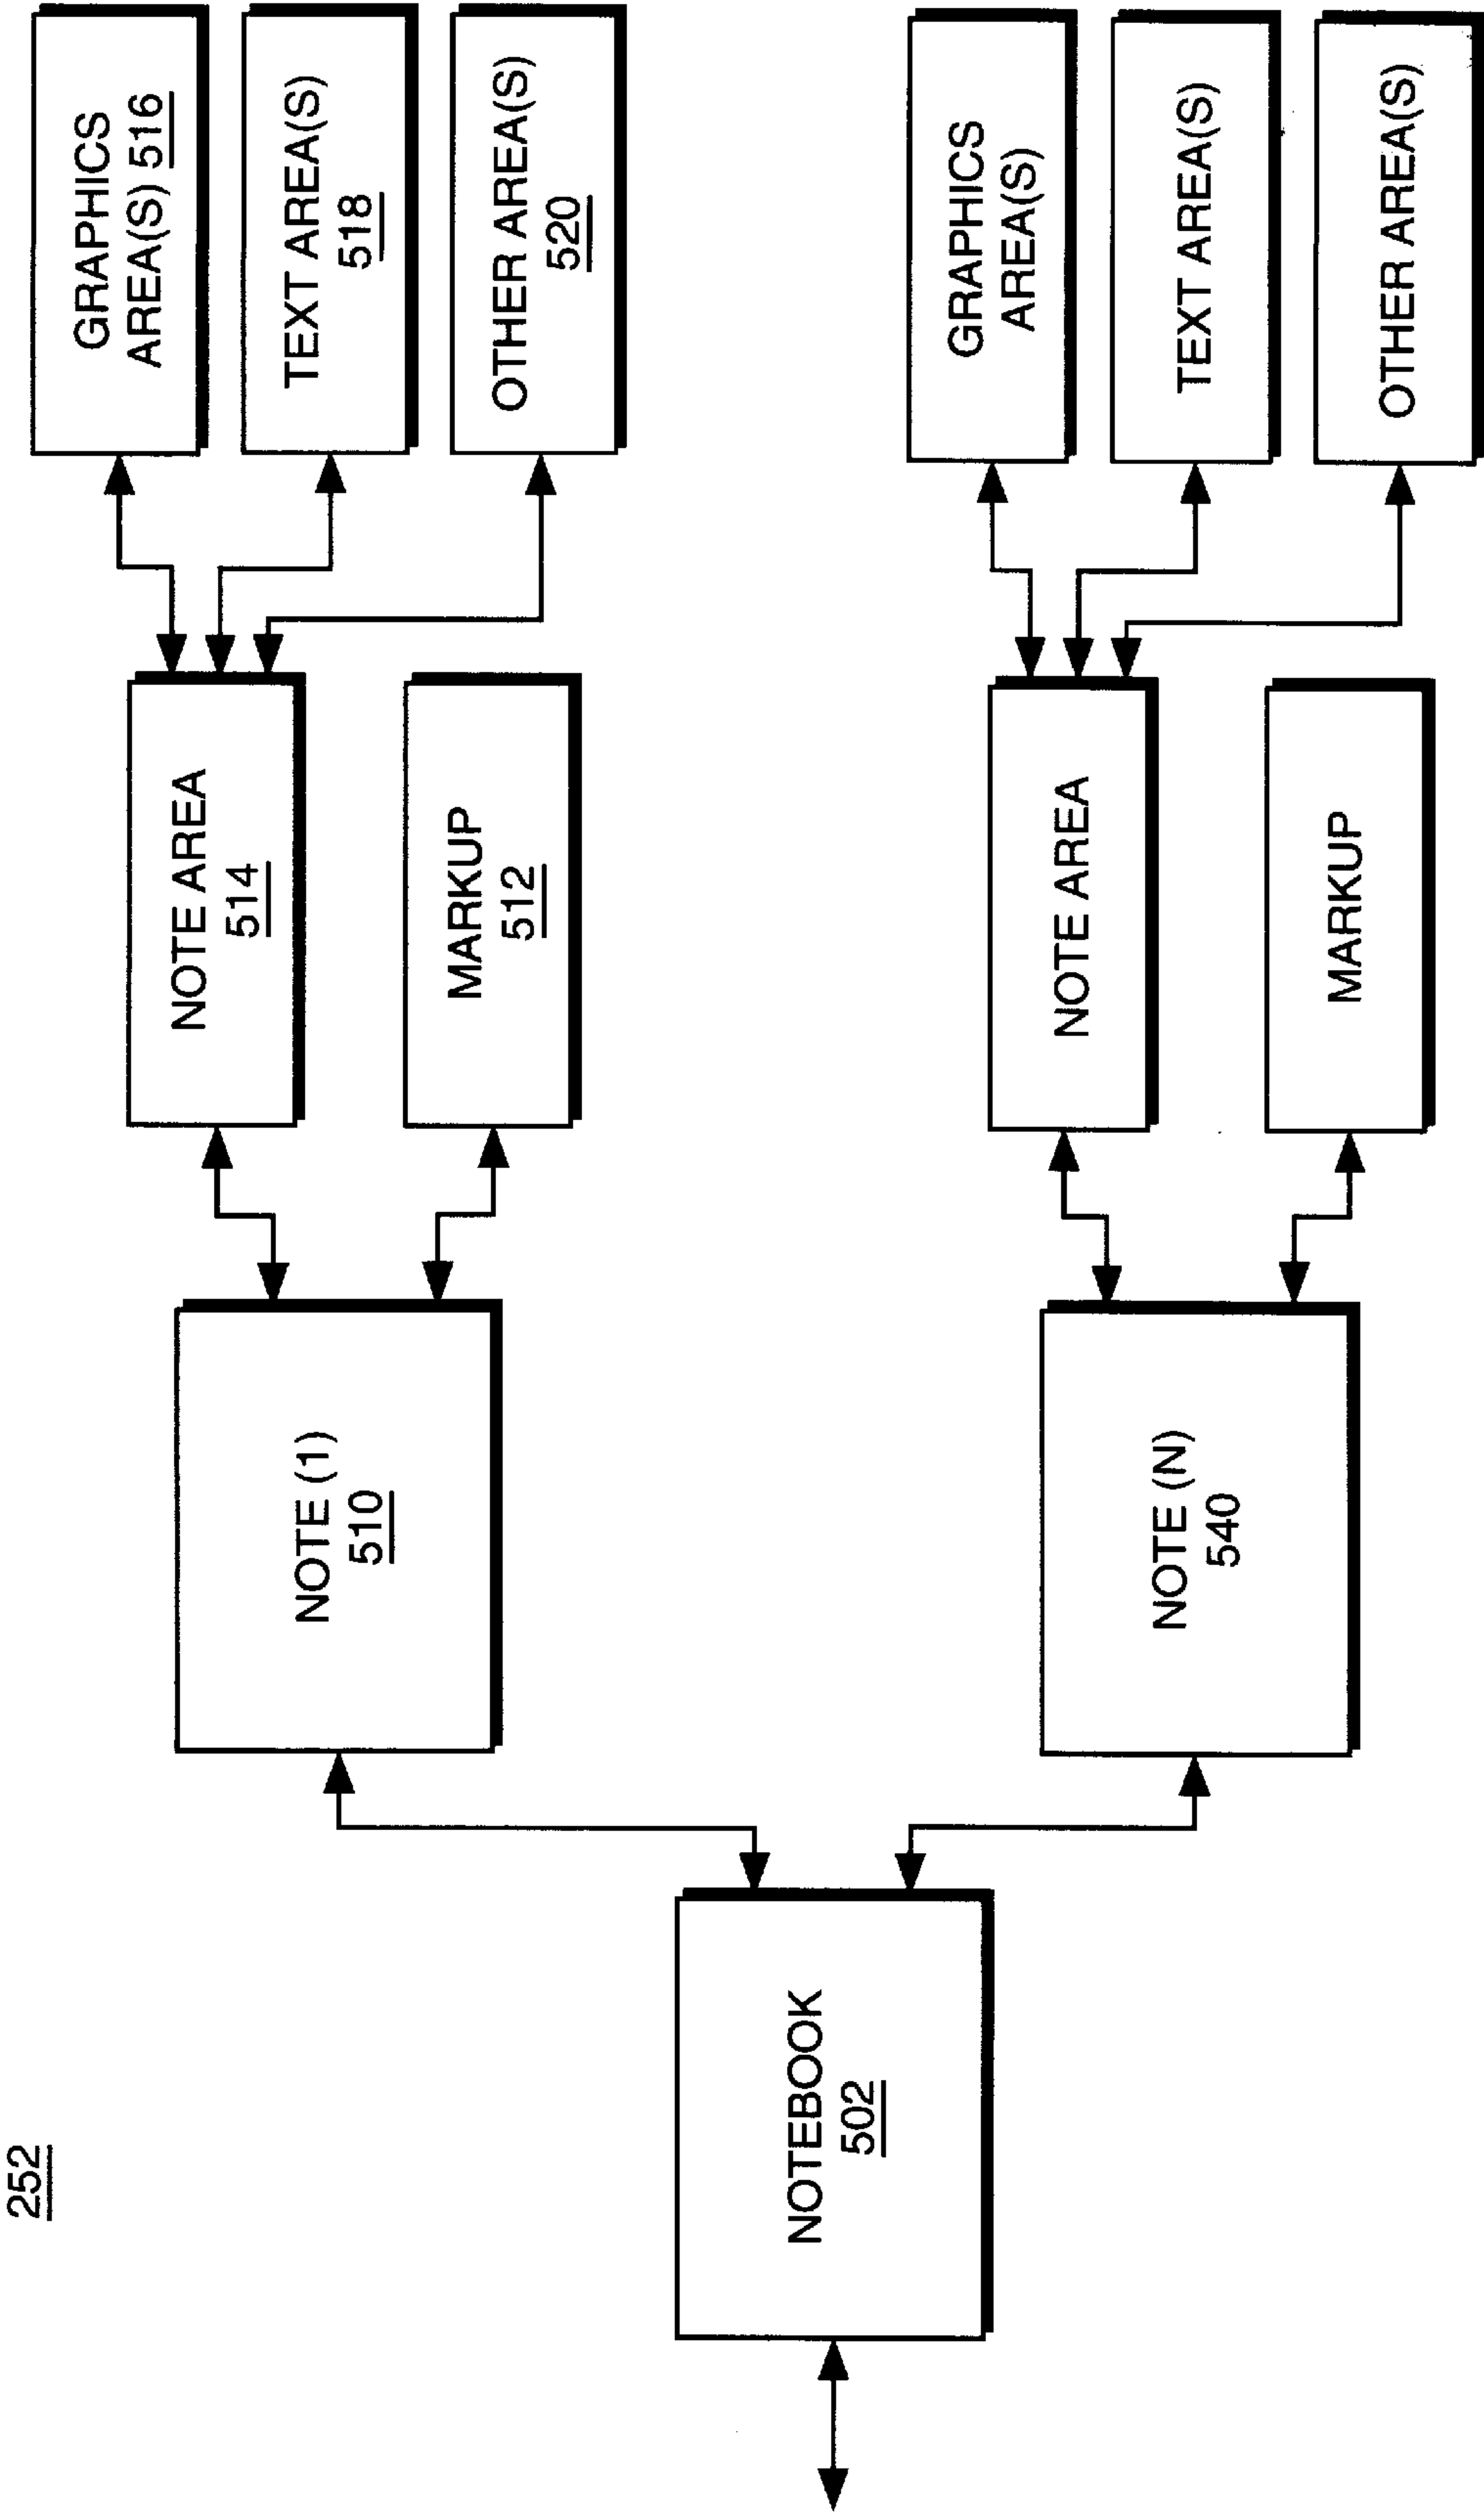 252
NOTEBOOK
502
NOTE (1)
510
NOTE AREA
514
MARKUP
512
GRAPHICS
AREA(S) 516
TEXT AREA(S)
518
OTHER AREA(S)
520
NOTE (N)
540
NOTE AREA
MARKUP
GRAPHICS
AREA(S)
TEXT AREA(S)
OTHER AREA(S)